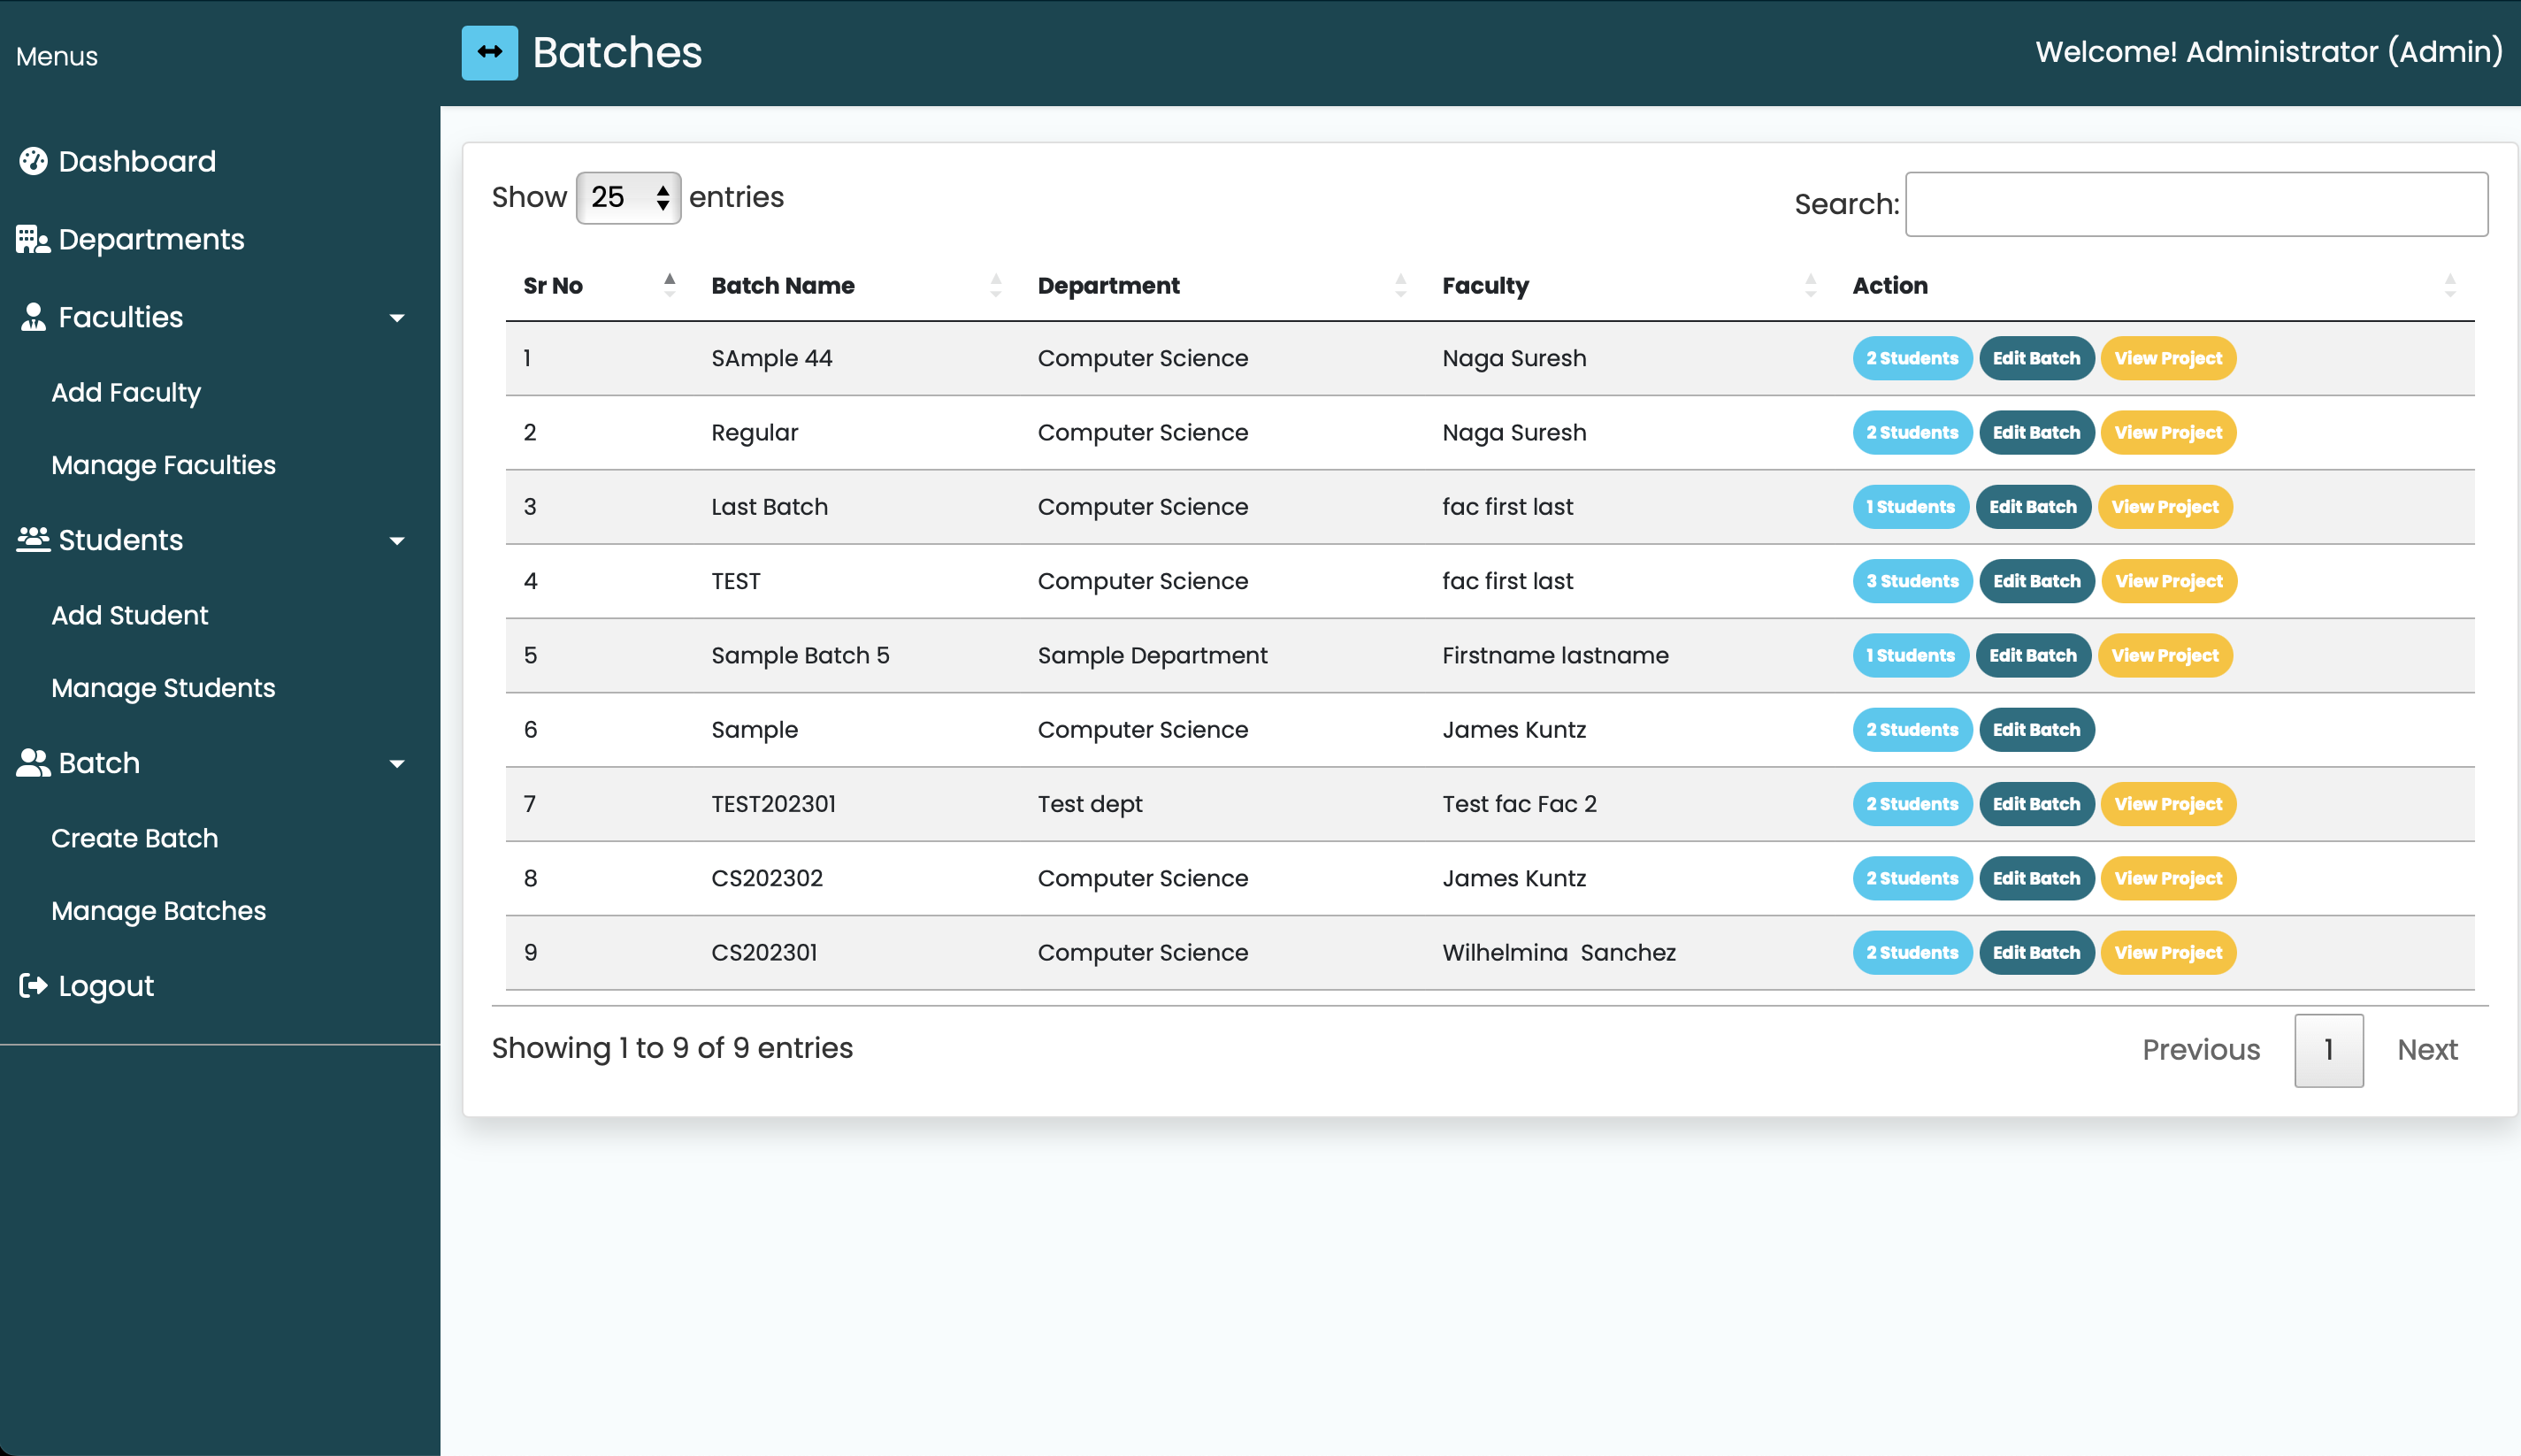 Menus
Batches
Welcome! Administrator (Admin)
Dashboard
Departments
Faculties
Add Faculty
Manage Faculties
Students
Add Student
Manage Students
Batch
Create Batch
Manage Batches
Logout
Show 25 entries
Search:
Sr No Batch Name Department Faculty Action
1 SAmple 44 Computer Science Naga Suresh 2 Students Edit Batch View Project
2 Regular Computer Science Naga Suresh 2 Students Edit Batch View Project
3 Last Batch Computer Science fac first last 1 Students Edit Batch View Project
4 TEST Computer Science fac first last 3 Students Edit Batch View Project
5 Sample Batch 5 Sample Department Firstname lastname 1 Students Edit Batch View Project
6 Sample Computer Science James Kuntz 2 Students Edit Batch
7 TEST202301 Test dept Test fac Fac 2 2 Students Edit Batch View Project
8 CS202302 Computer Science James Kuntz 2 Students Edit Batch View Project
9 CS202301 Computer Science Wilhelmina  Sanchez 2 Students Edit Batch View Project
Showing 1 to 9 of 9 entries
Previous 1 Next